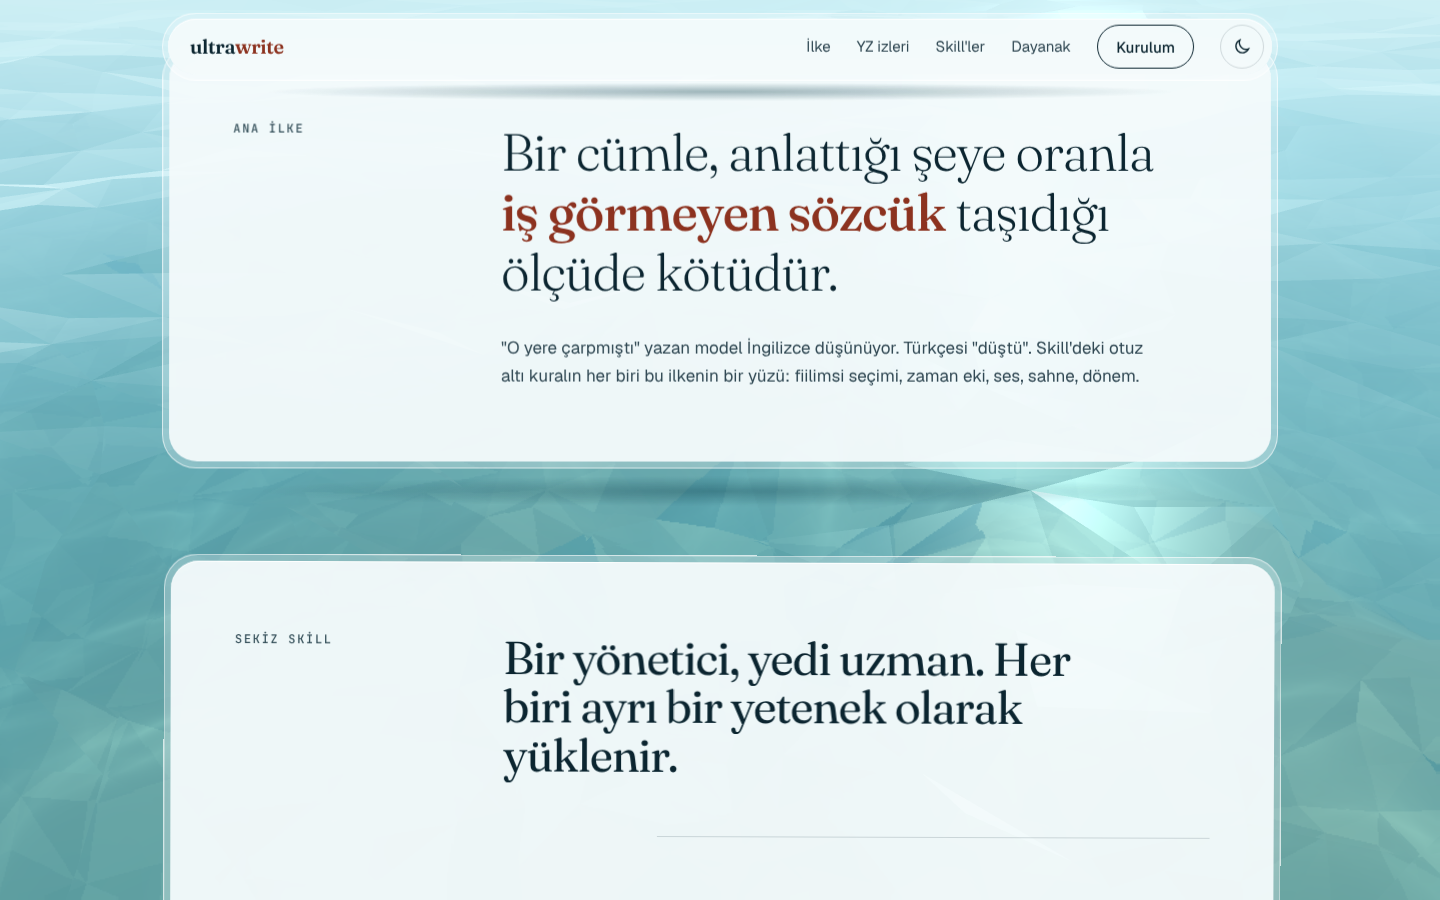 ultrawrite
İlke
YZ izleri
Skill'ler
Dayanak
Kurulum
ANA İLKE
Bir cümle, anlattığı şeye oranla
iş görmeyen sözcük taşıdığı
ölçüde kötüdür.
"O yere çarpmıştı" yazan model İngilizce düşünüyor. Türkçesi "düştü". Skill'deki otuz
altı kuralın her biri bu ilkenin bir yüzü: fiilimsi seçimi, zaman eki, ses, sahne, dönem.
SEKİZ SKİLL
Bir yönetici, yedi uzman. Her
biri ayrı bir yetenek olarak
yüklenir.